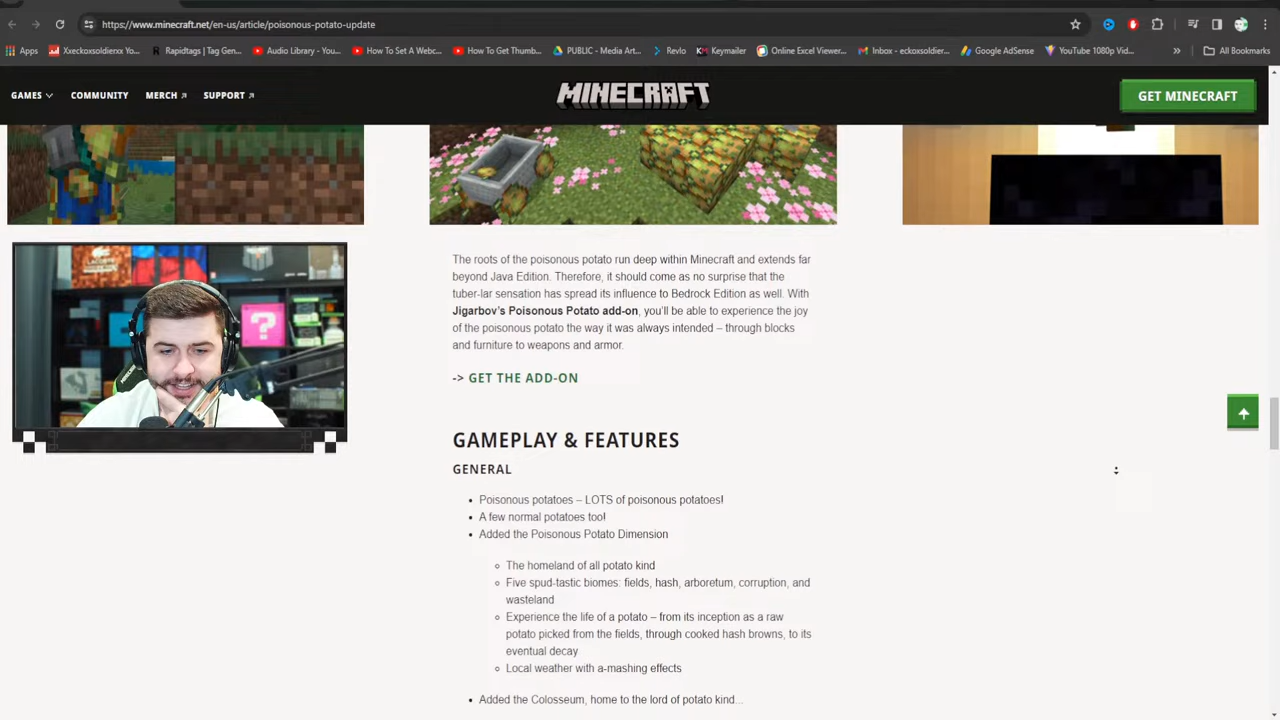 https://www.minecraft.net/en-us/article/poisonous-potato-update
Apps Xxeckoxsoldierxx Yo... Rapidtags | Tag Gen... Audio Library - You... How To Set A Webc... How To Get Thumb... PUBLIC - Media Art... Revlo Keymailer Online Excel Viewer... Inbox - eckoxsoldier... Google AdSense YouTube 1080p Vid... » All Bookmarks
GAMES COMMUNITY MERCH SUPPORT MINECRAFT GET MINECRAFT
The roots of the poisonous potato run deep within Minecraft and extends far
beyond Java Edition. Therefore, it should come as no surprise that the
tuber-lar sensation has spread its influence to Bedrock Edition as well. With
Jigarbov's Poisonous Potato add-on, you'll be able to experience the joy
of the poisonous potato the way it was always intended – through blocks
and furniture to weapons and armor.
-> GET THE ADD-ON
GAMEPLAY & FEATURES
GENERAL
• Poisonous potatoes – LOTS of poisonous potatoes!
• A few normal potatoes too!
• Added the Poisonous Potato Dimension
◦ The homeland of all potato kind
◦ Five spud-tastic biomes: fields, hash, arboretum, corruption, and
wasteland
◦ Experience the life of a potato – from its inception as a raw
potato picked from the fields, through cooked hash browns, to its
eventual decay
◦ Local weather with a-mashing effects
• Added the Colosseum, home to the lord of potato kind...